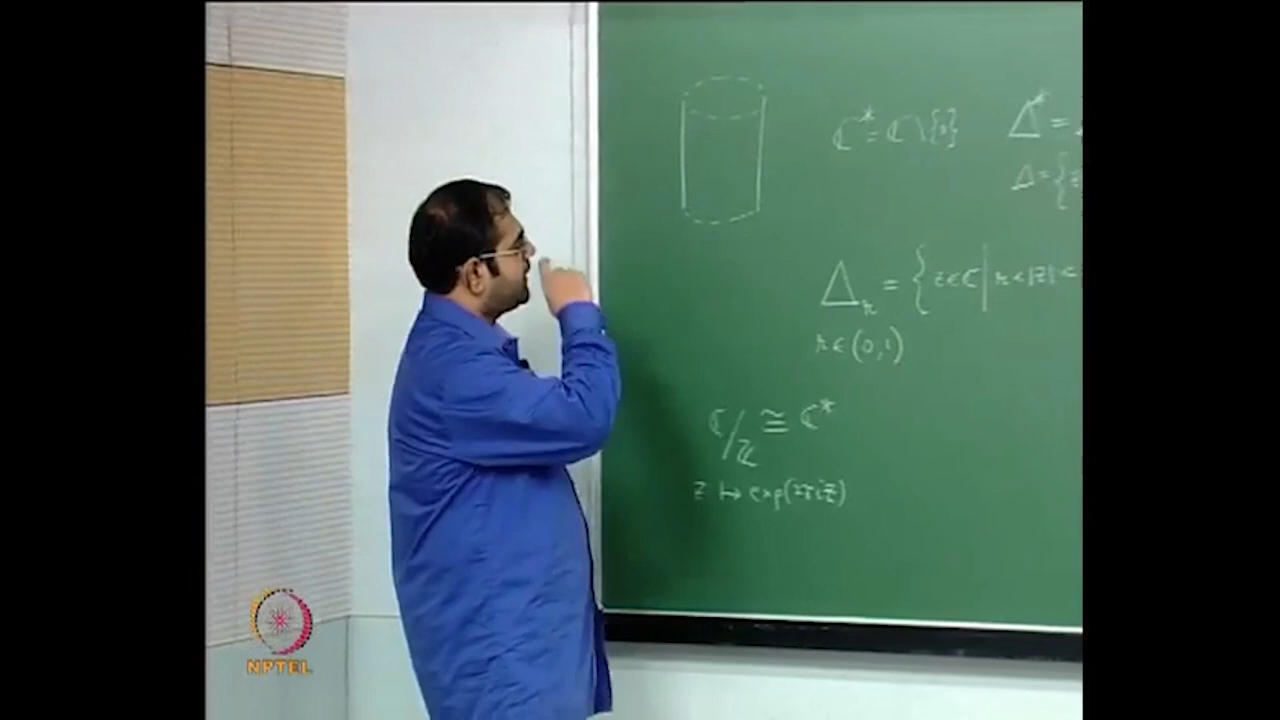 ℂ* = ℂ∖{0}
Δ* =
Δ = {z
Δ_r = {z∈ℂ | r<|z|<
r∈(0,1)
ℂ/ℤ ≅ ℂ*
z ↦ exp(2πiz)
NPTEL